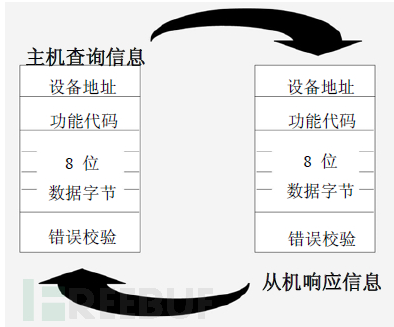 主机查询信息
设备地址
功能代码
8 位
数据字节
错误校验
设备地址
功能代码
8 位
数据字节
错误校验
从机响应信息
FREEBUF